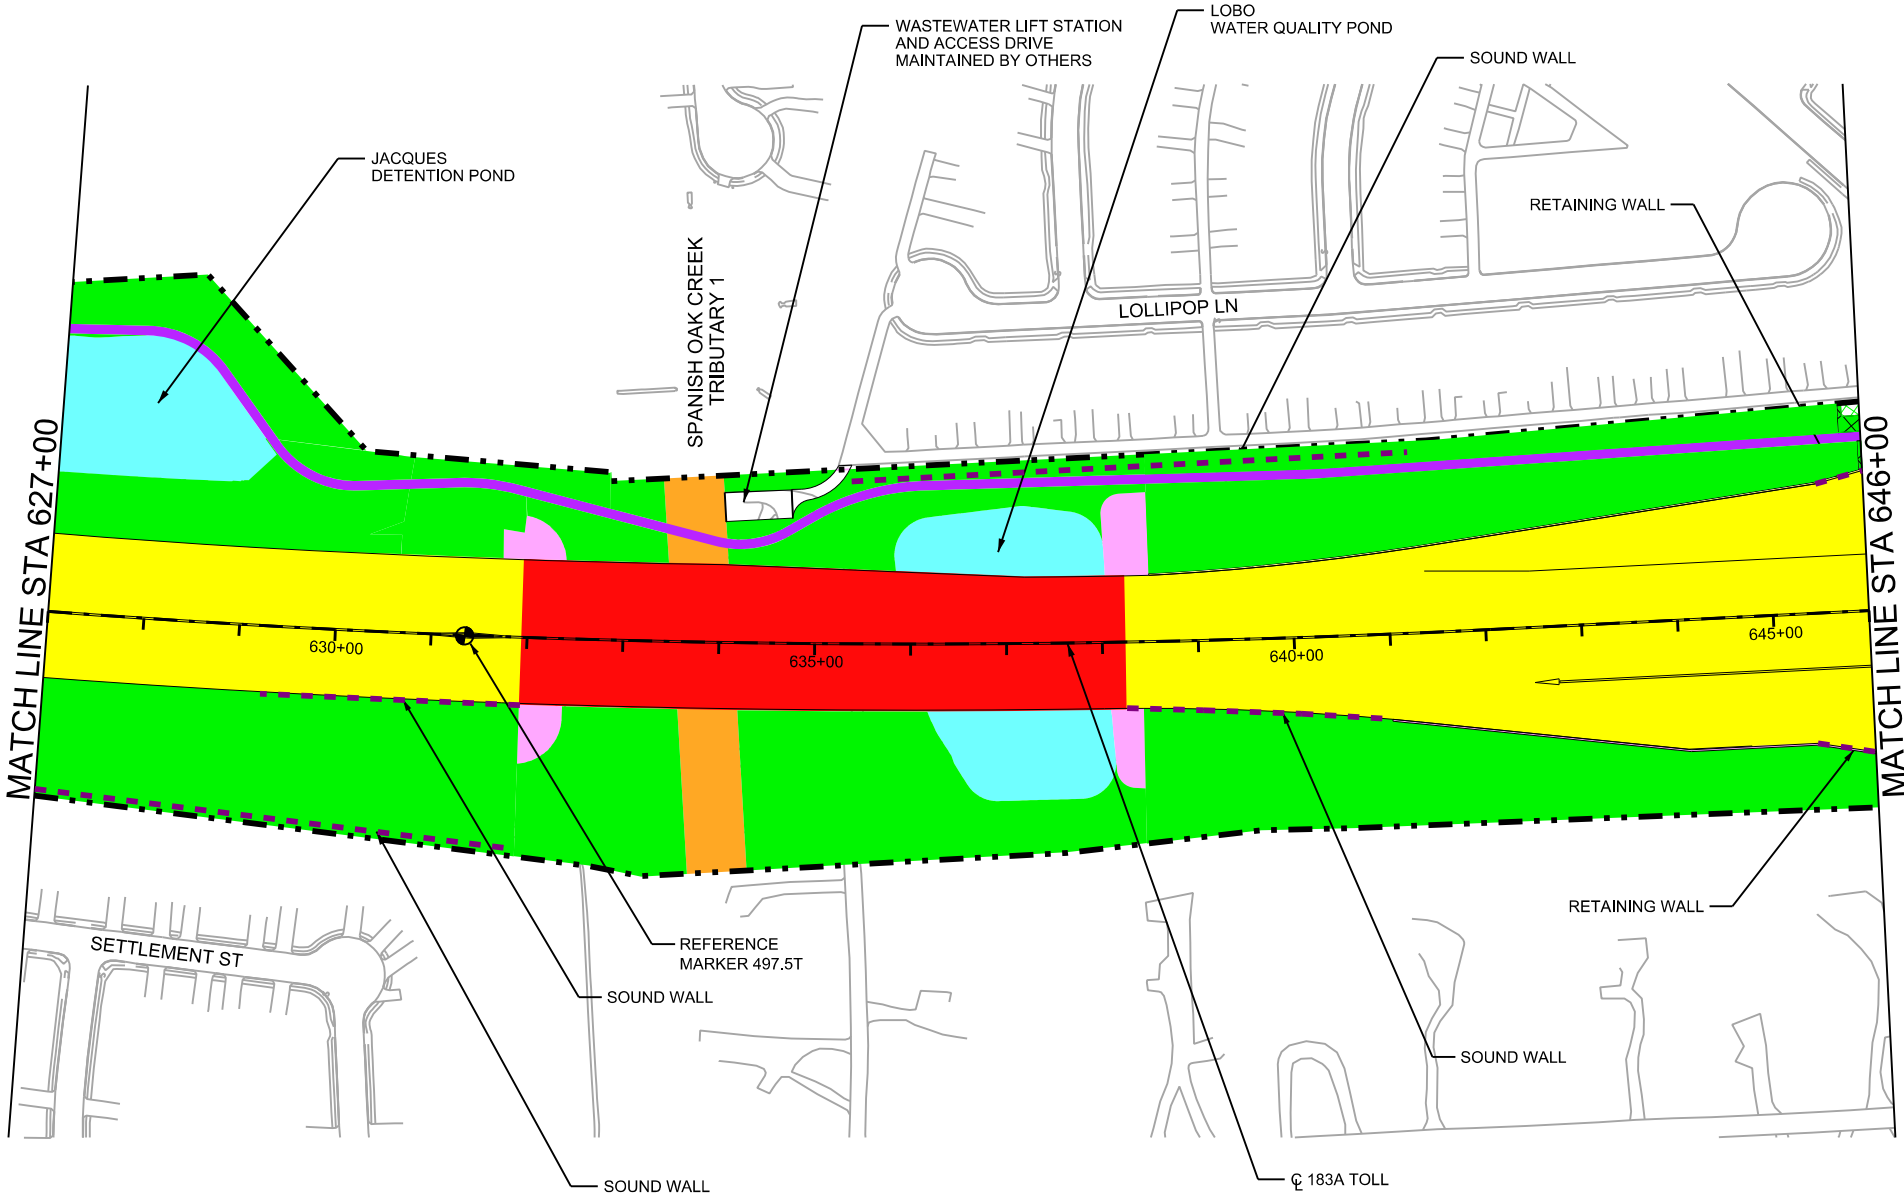 WASTEWATER LIFT STATION
AND ACCESS DRIVE
MAINTAINED BY OTHERS
LOBO
WATER QUALITY POND
SOUND WALL
JACQUES
DETENTION POND
RETAINING WALL
SPANISH OAK CREEK
TRIBUTARY 1
LOLLIPOP LN
MATCH LINE STA 627+00
MATCH LINE STA 646+00
630+00
635+00
640+00
645+00
SETTLEMENT ST
REFERENCE
MARKER 497.5T
SOUND WALL
RETAINING WALL
SOUND WALL
SOUND WALL
℄ 183A TOLL